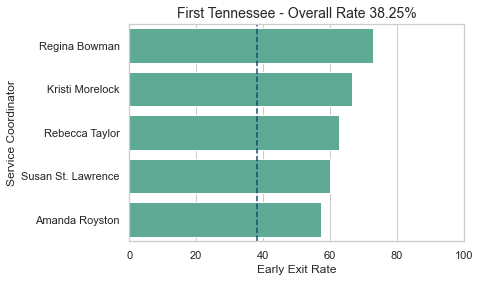 First Tennessee - Overall Rate 38.25%
Service Coordinator
Regina Bowman
Kristi Morelock
Rebecca Taylor
Susan St. Lawrence
Amanda Royston
0 20 40 60 80 100
Early Exit Rate